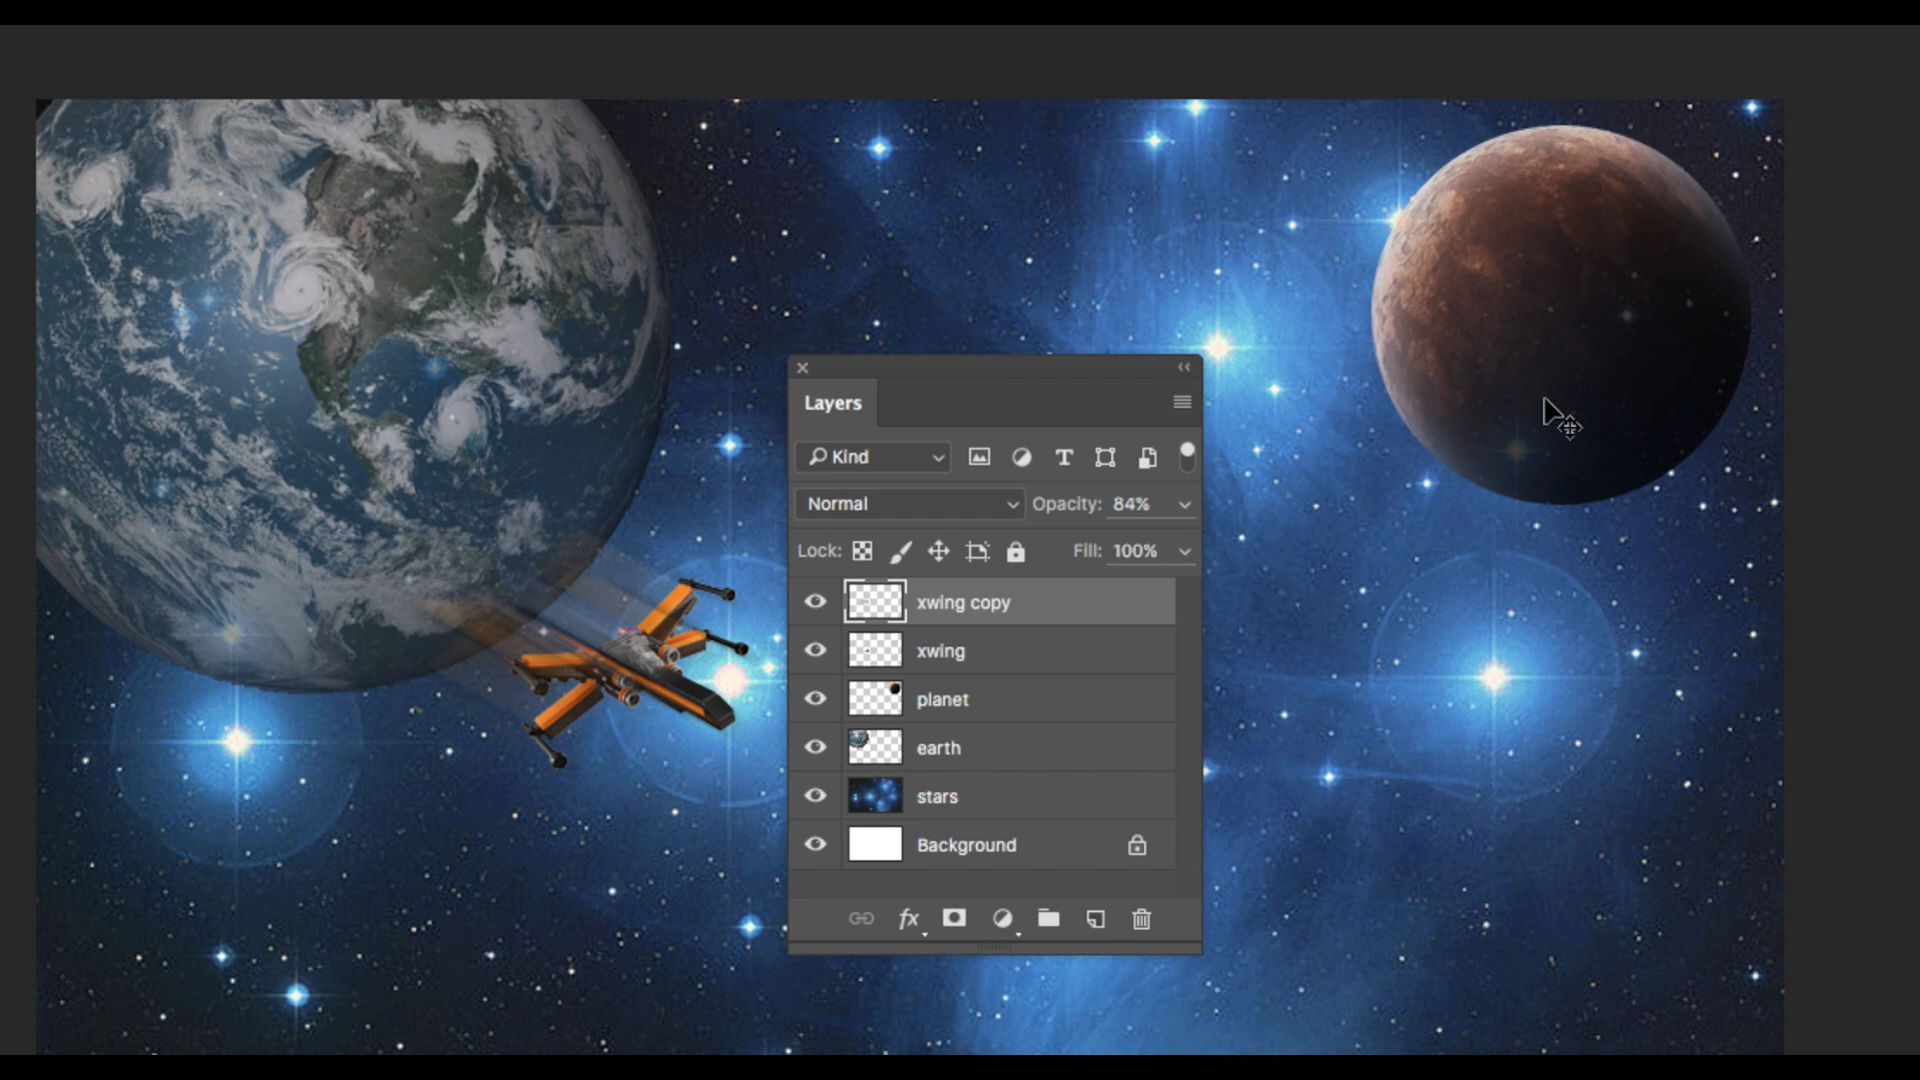 Layers
Kind
Normal Opacity: 84%
Lock: Fill: 100%
xwing copy
xwing
planet
earth
stars
Background
fx